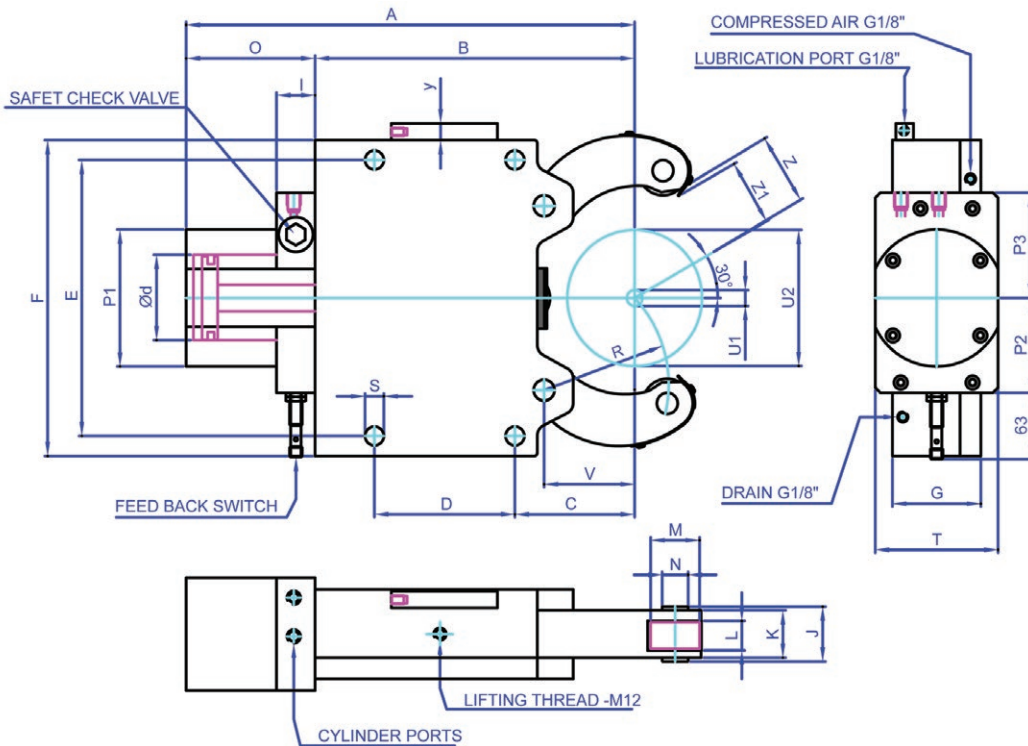 A
COMPRESSED AIR G1/8"
O
B
LUBRICATION PORT G1/8"
SAFET CHECK VALVE
I
y
Z
Z1
F
E
P1
Ød
30°
U2
U1
R
P3
P2
S
63
V
FEED BACK SWITCH
D
C
DRAIN G1/8"
G
T
M
N
L
K
J
LIFTING THREAD -M12
CYLINDER PORTS